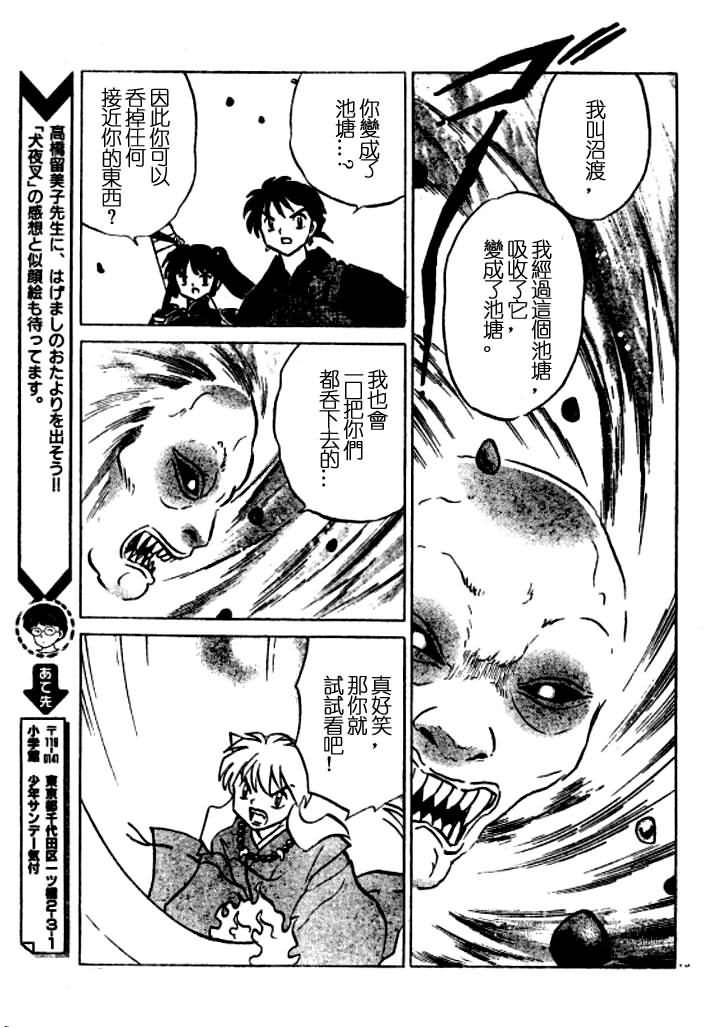 我叫沼渡，
我經過這個池塘，
吸收了它，
變成了池塘。
你變成了
池塘…?
因此你可以
吞掉任何
接近你的東西?
我也會
一口把你們
都吞下去的…
真好笑，
那你就
試試看吧!
高橋留美子先生に、はげましのおたよりを出そう!!
「犬夜叉」の感想と似顔絵も待ってます。
あて先
東京都千代田区一ツ橋2-3-1
小学館 少年サンデー気付